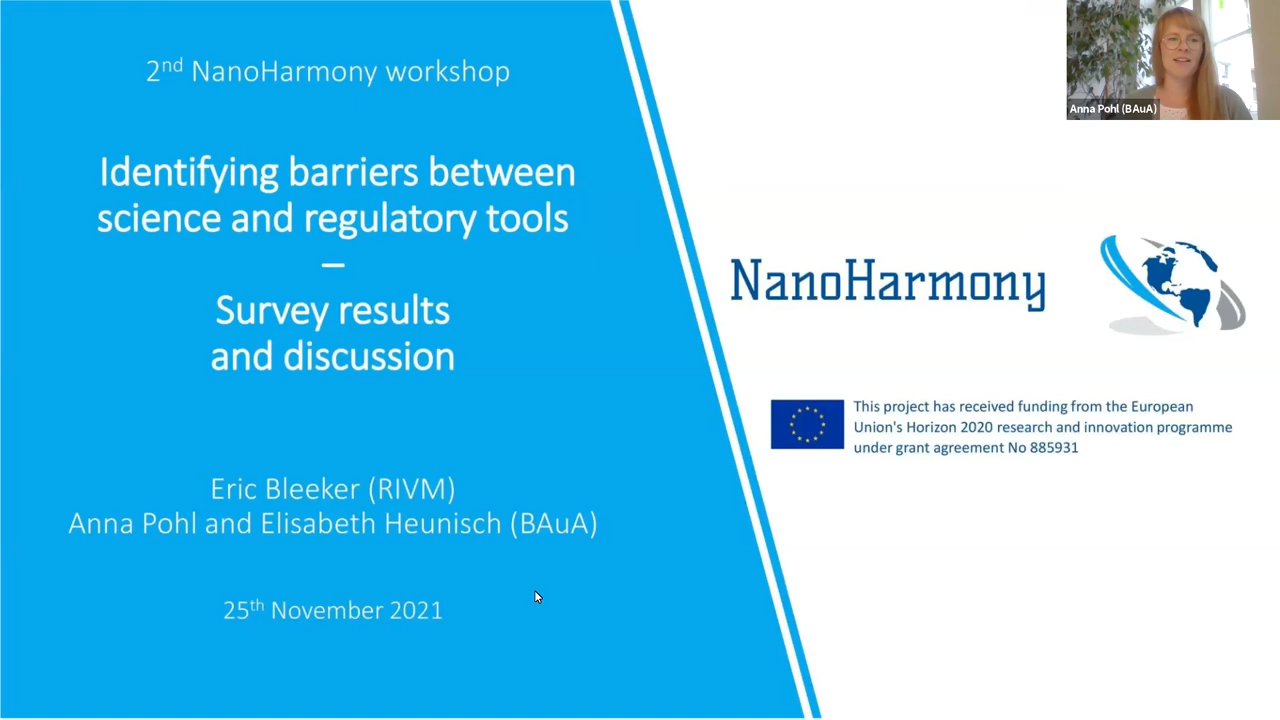 2nd NanoHarmony workshop
Identifying barriers between
science and regulatory tools
–
Survey results
and discussion
Eric Bleeker (RIVM)
Anna Pohl and Elisabeth Heunisch (BAuA)
25th November 2021
Anna Pohl (BAuA)
NanoHarmony
This project has received funding from the European
Union's Horizon 2020 research and innovation programme
under grant agreement No 885931